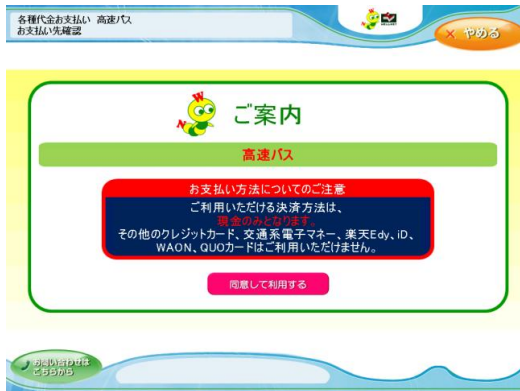 各種代金お支払い 高速バス
お支払い先確認
× やめる
W
N
ご案内
高速バス
お支払い方法についてのご注意
ご利用いただける決済方法は、
現金のみとなります。
その他のクレジットカード、交通系電子マネー、楽天Edy、iD、
WAON、QUOカードはご利用いただけません。
同意して利用する
お問い合わせは
こちらから